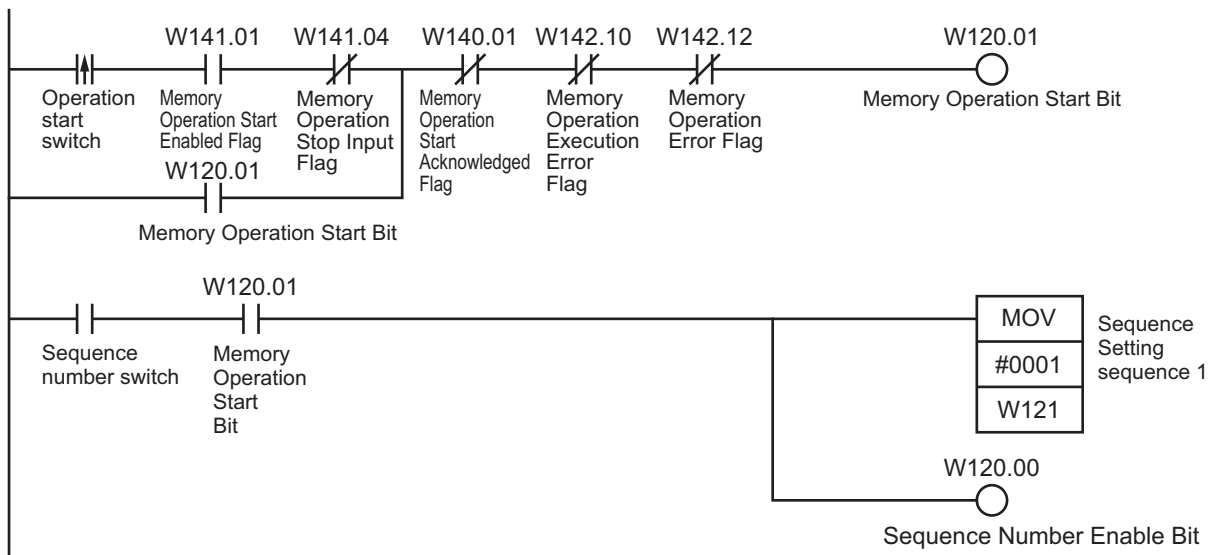 W141.01 W141.04 W140.01 W142.10 W142.12 W120.01
Operation
start
switch
Memory
Operation Start
Enabled Flag
Memory
Operation
Stop Input
Flag
Memory
Operation
Start
Acknowledged
Flag
Memory
Operation
Execution
Error
Flag
Memory
Operation
Error Flag
Memory Operation Start Bit
W120.01
Memory Operation Start Bit
W120.01
Sequence
number switch
Memory
Operation
Start
Bit
MOV
#0001
W121
Sequence
Setting
sequence 1
W120.00
Sequence Number Enable Bit